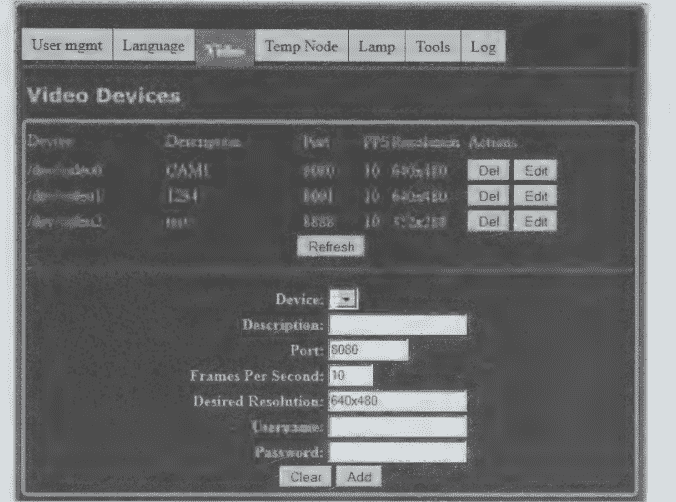 User mgmt Language Video Temp Node Lamp Tools Log
Video Devices
Device Description Port FPS Resolution Actions
/dev/video0 CAM1 8080 10 640x480 Del Edit
/dev/video1 10 640x480 Del Edit
/dev/video2 8888 10 Del Edit
Refresh
Device:
Description:
Port: 8080
Frames Per Second: 10
Desired Resolution: 640x480
Username:
Password:
Clear Add